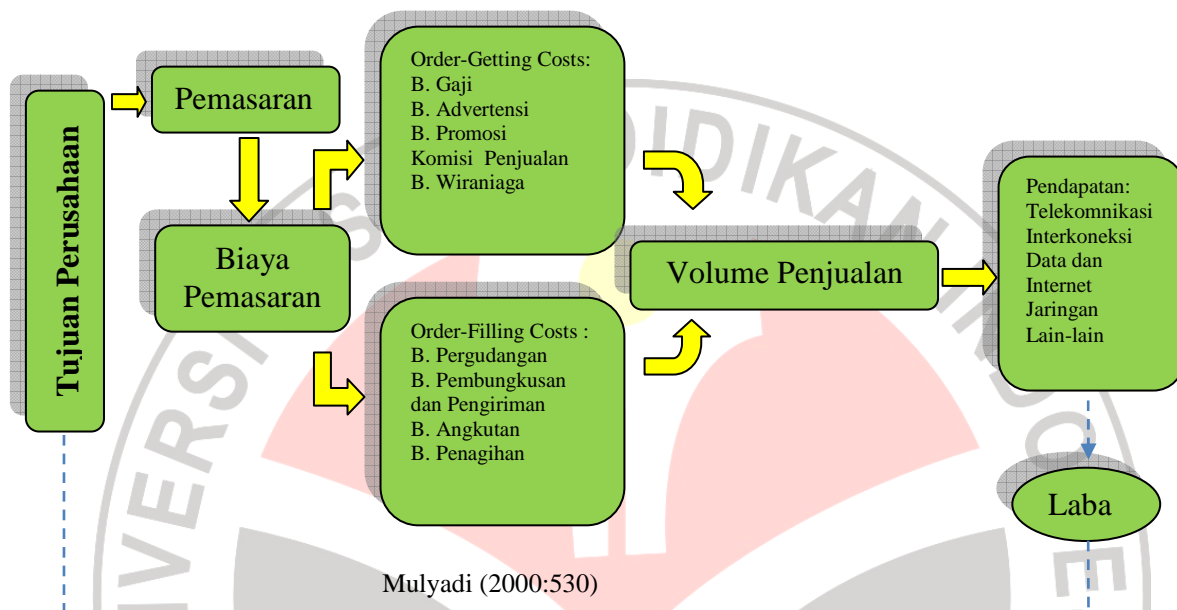 Tujuan Perusahaan
Pemasaran
Biaya
Pemasaran
Order-Getting Costs:
B. Gaji
B. Advertensi
B. Promosi
Komisi Penjualan
B. Wiraniaga
Order-Filling Costs :
B. Pergudangan
B. Pembungkusan
dan Pengiriman
B. Angkutan
B. Penagihan
Volume Penjualan
Pendapatan:
Telekomnikasi
Interkoneksi
Data dan
Internet
Jaringan
Lain-lain
Laba
Mulyadi (2000:530)